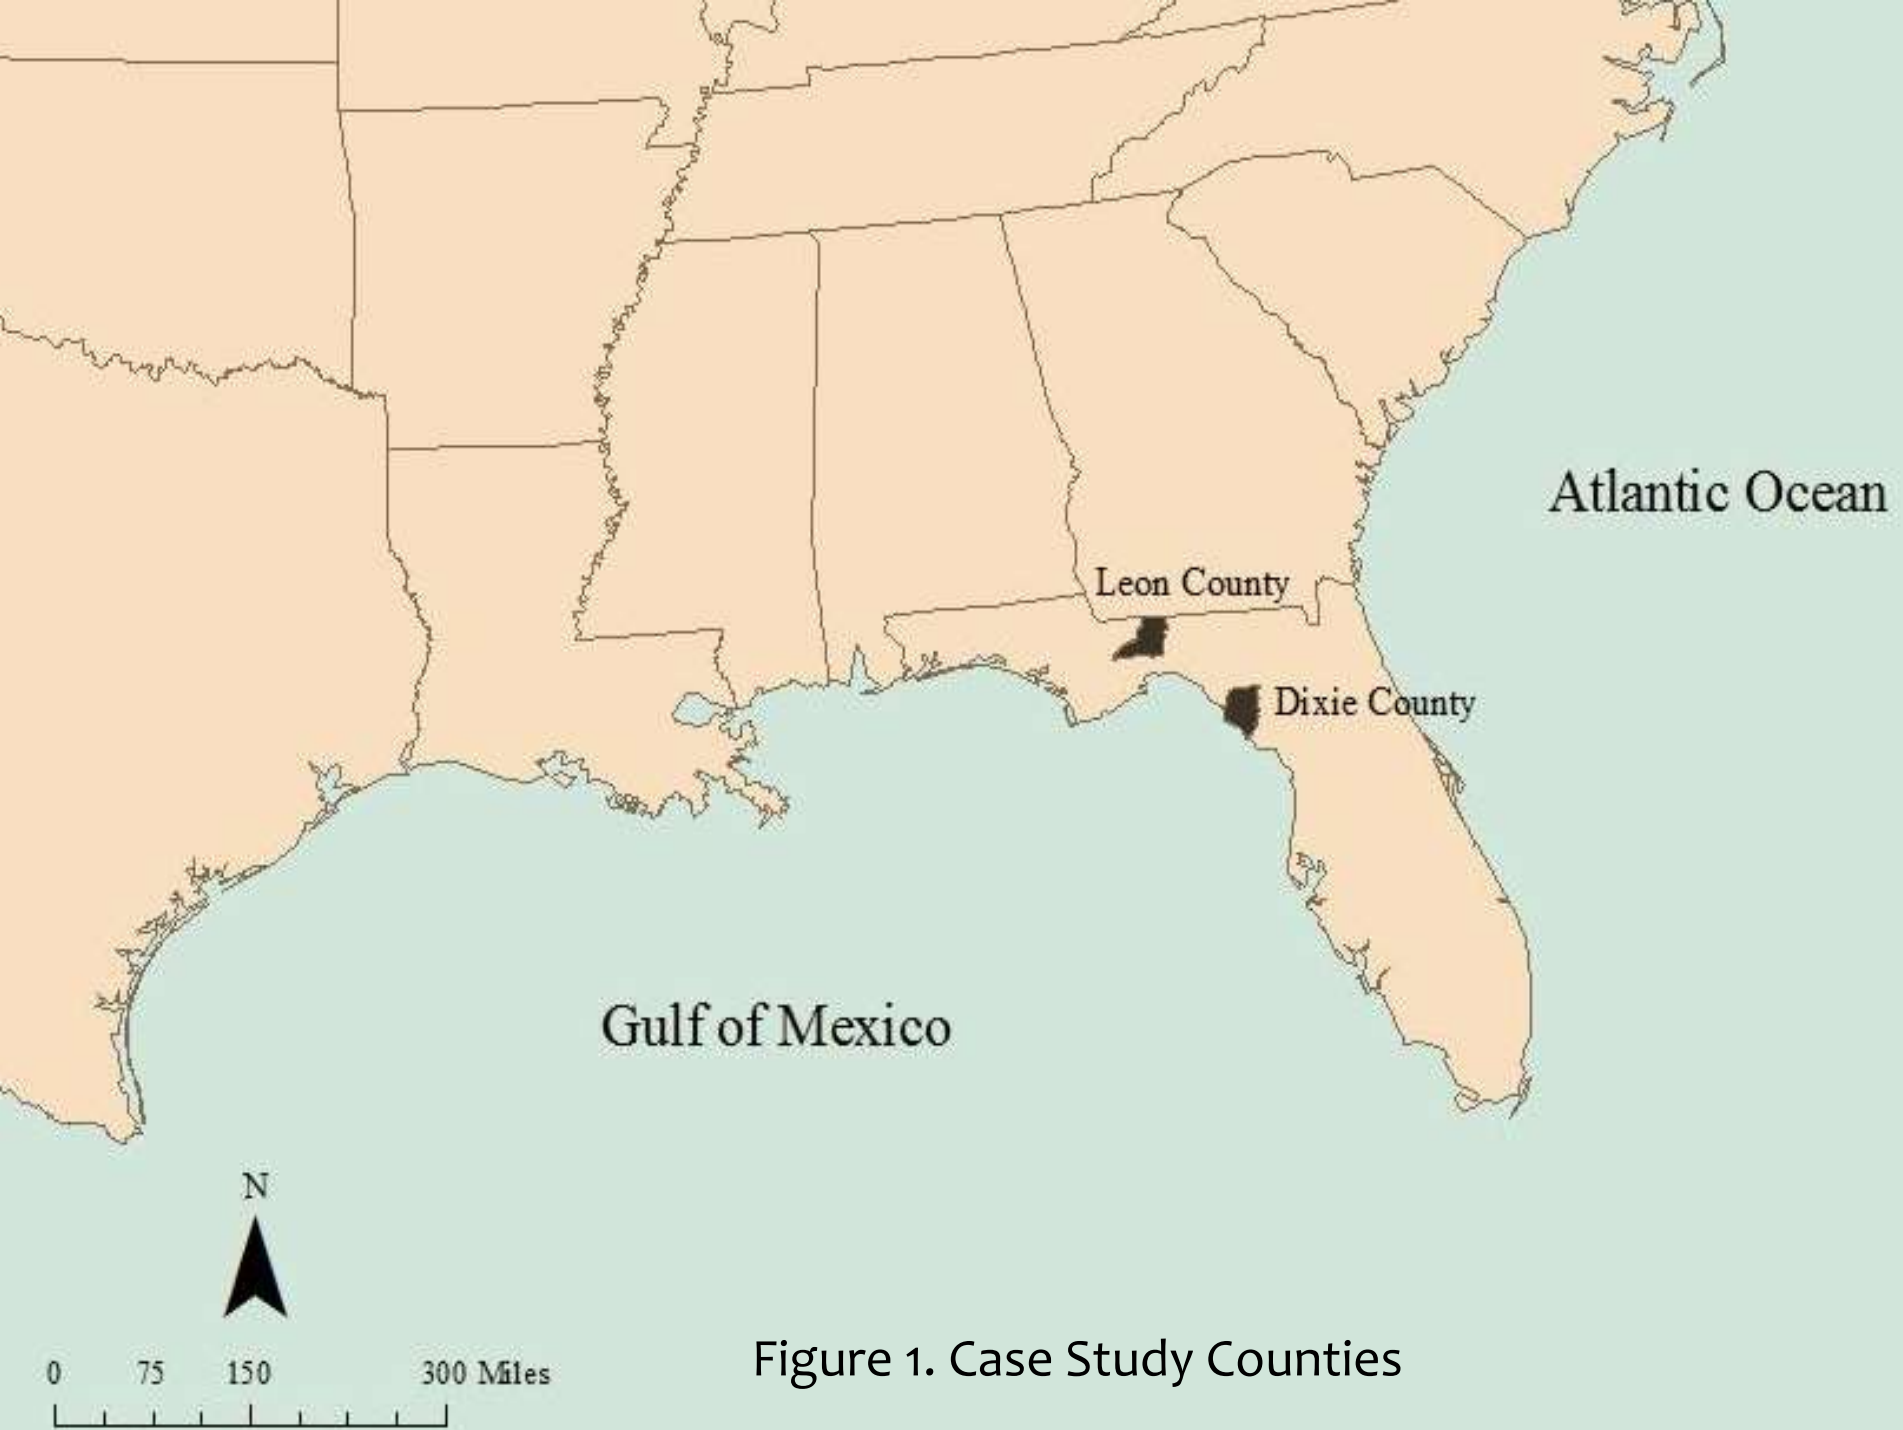 Atlantic Ocean
Leon County
Dixie County
Gulf of Mexico
N
0 75 150 300 Miles
Figure 1. Case Study Counties